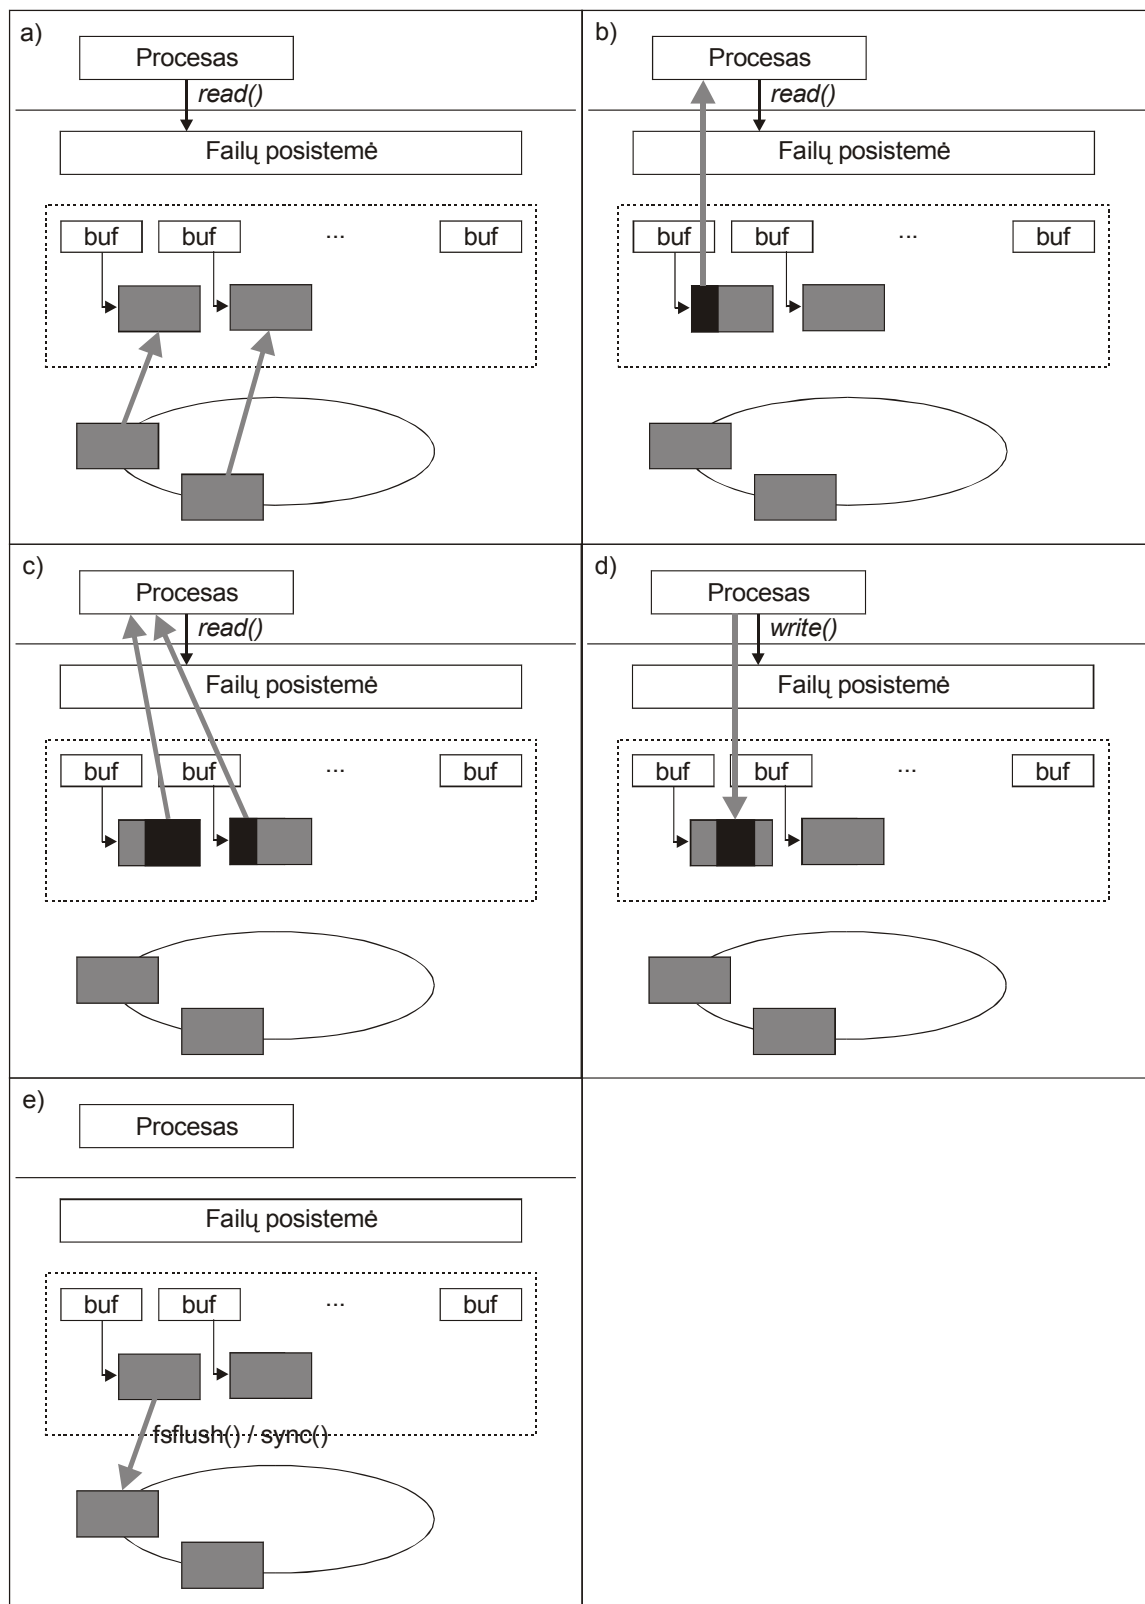 a)
Procesas
read()
Failų posistemė
buf buf ... buf
b)
Procesas
read()
Failų posistemė
buf buf ... buf
c)
Procesas
read()
Failų posistemė
buf buf ... buf
d)
Procesas
write()
Failų posistemė
buf buf ... buf
e)
Procesas
Failų posistemė
buf buf ... buf
fsflush() / sync()